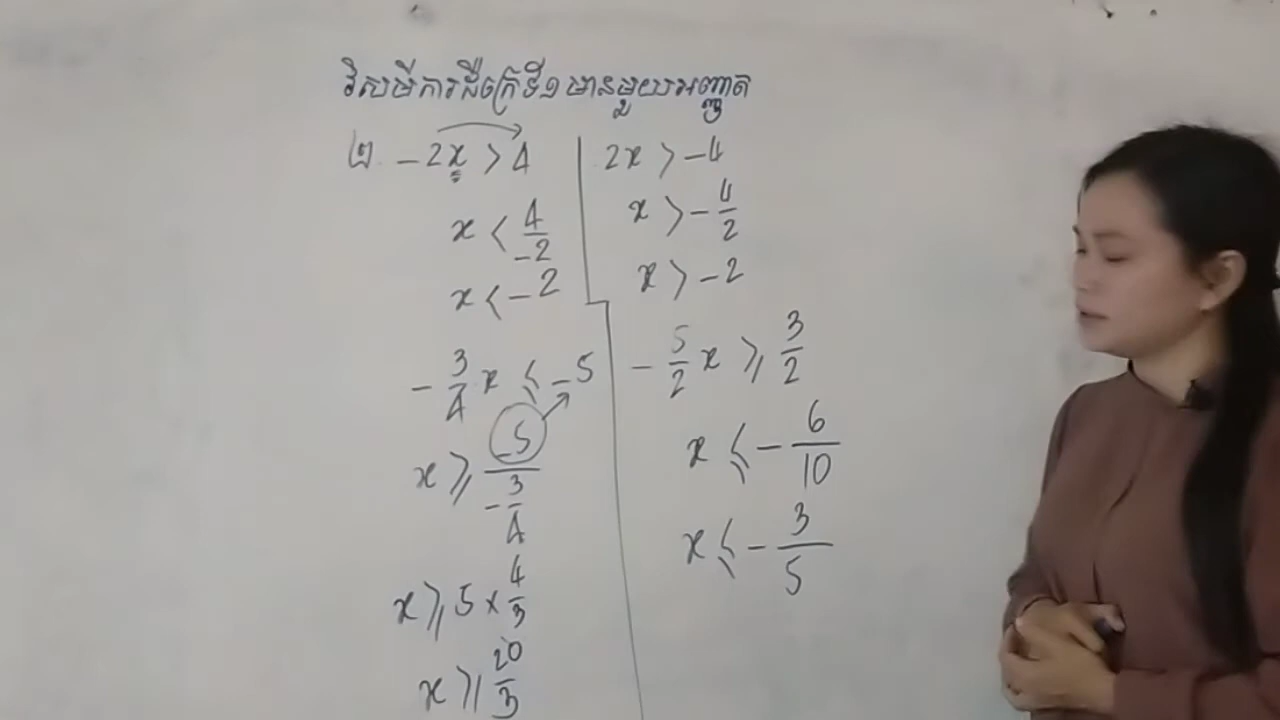 វិសមីការដឺក្រេទី១ មានមួយអញ្ញាត
២. -2x > 4
x < 4/-2
x < -2
-3/4 x ≤ -5
x ≥ -5/(-3/4)
x ≥ 5 × 4/3
x ≥ 20/3
2x > -4
x > -4/2
x > -2
-5/2 x ≥ 3/2
x ≤ -6/10
x ≤ -3/5